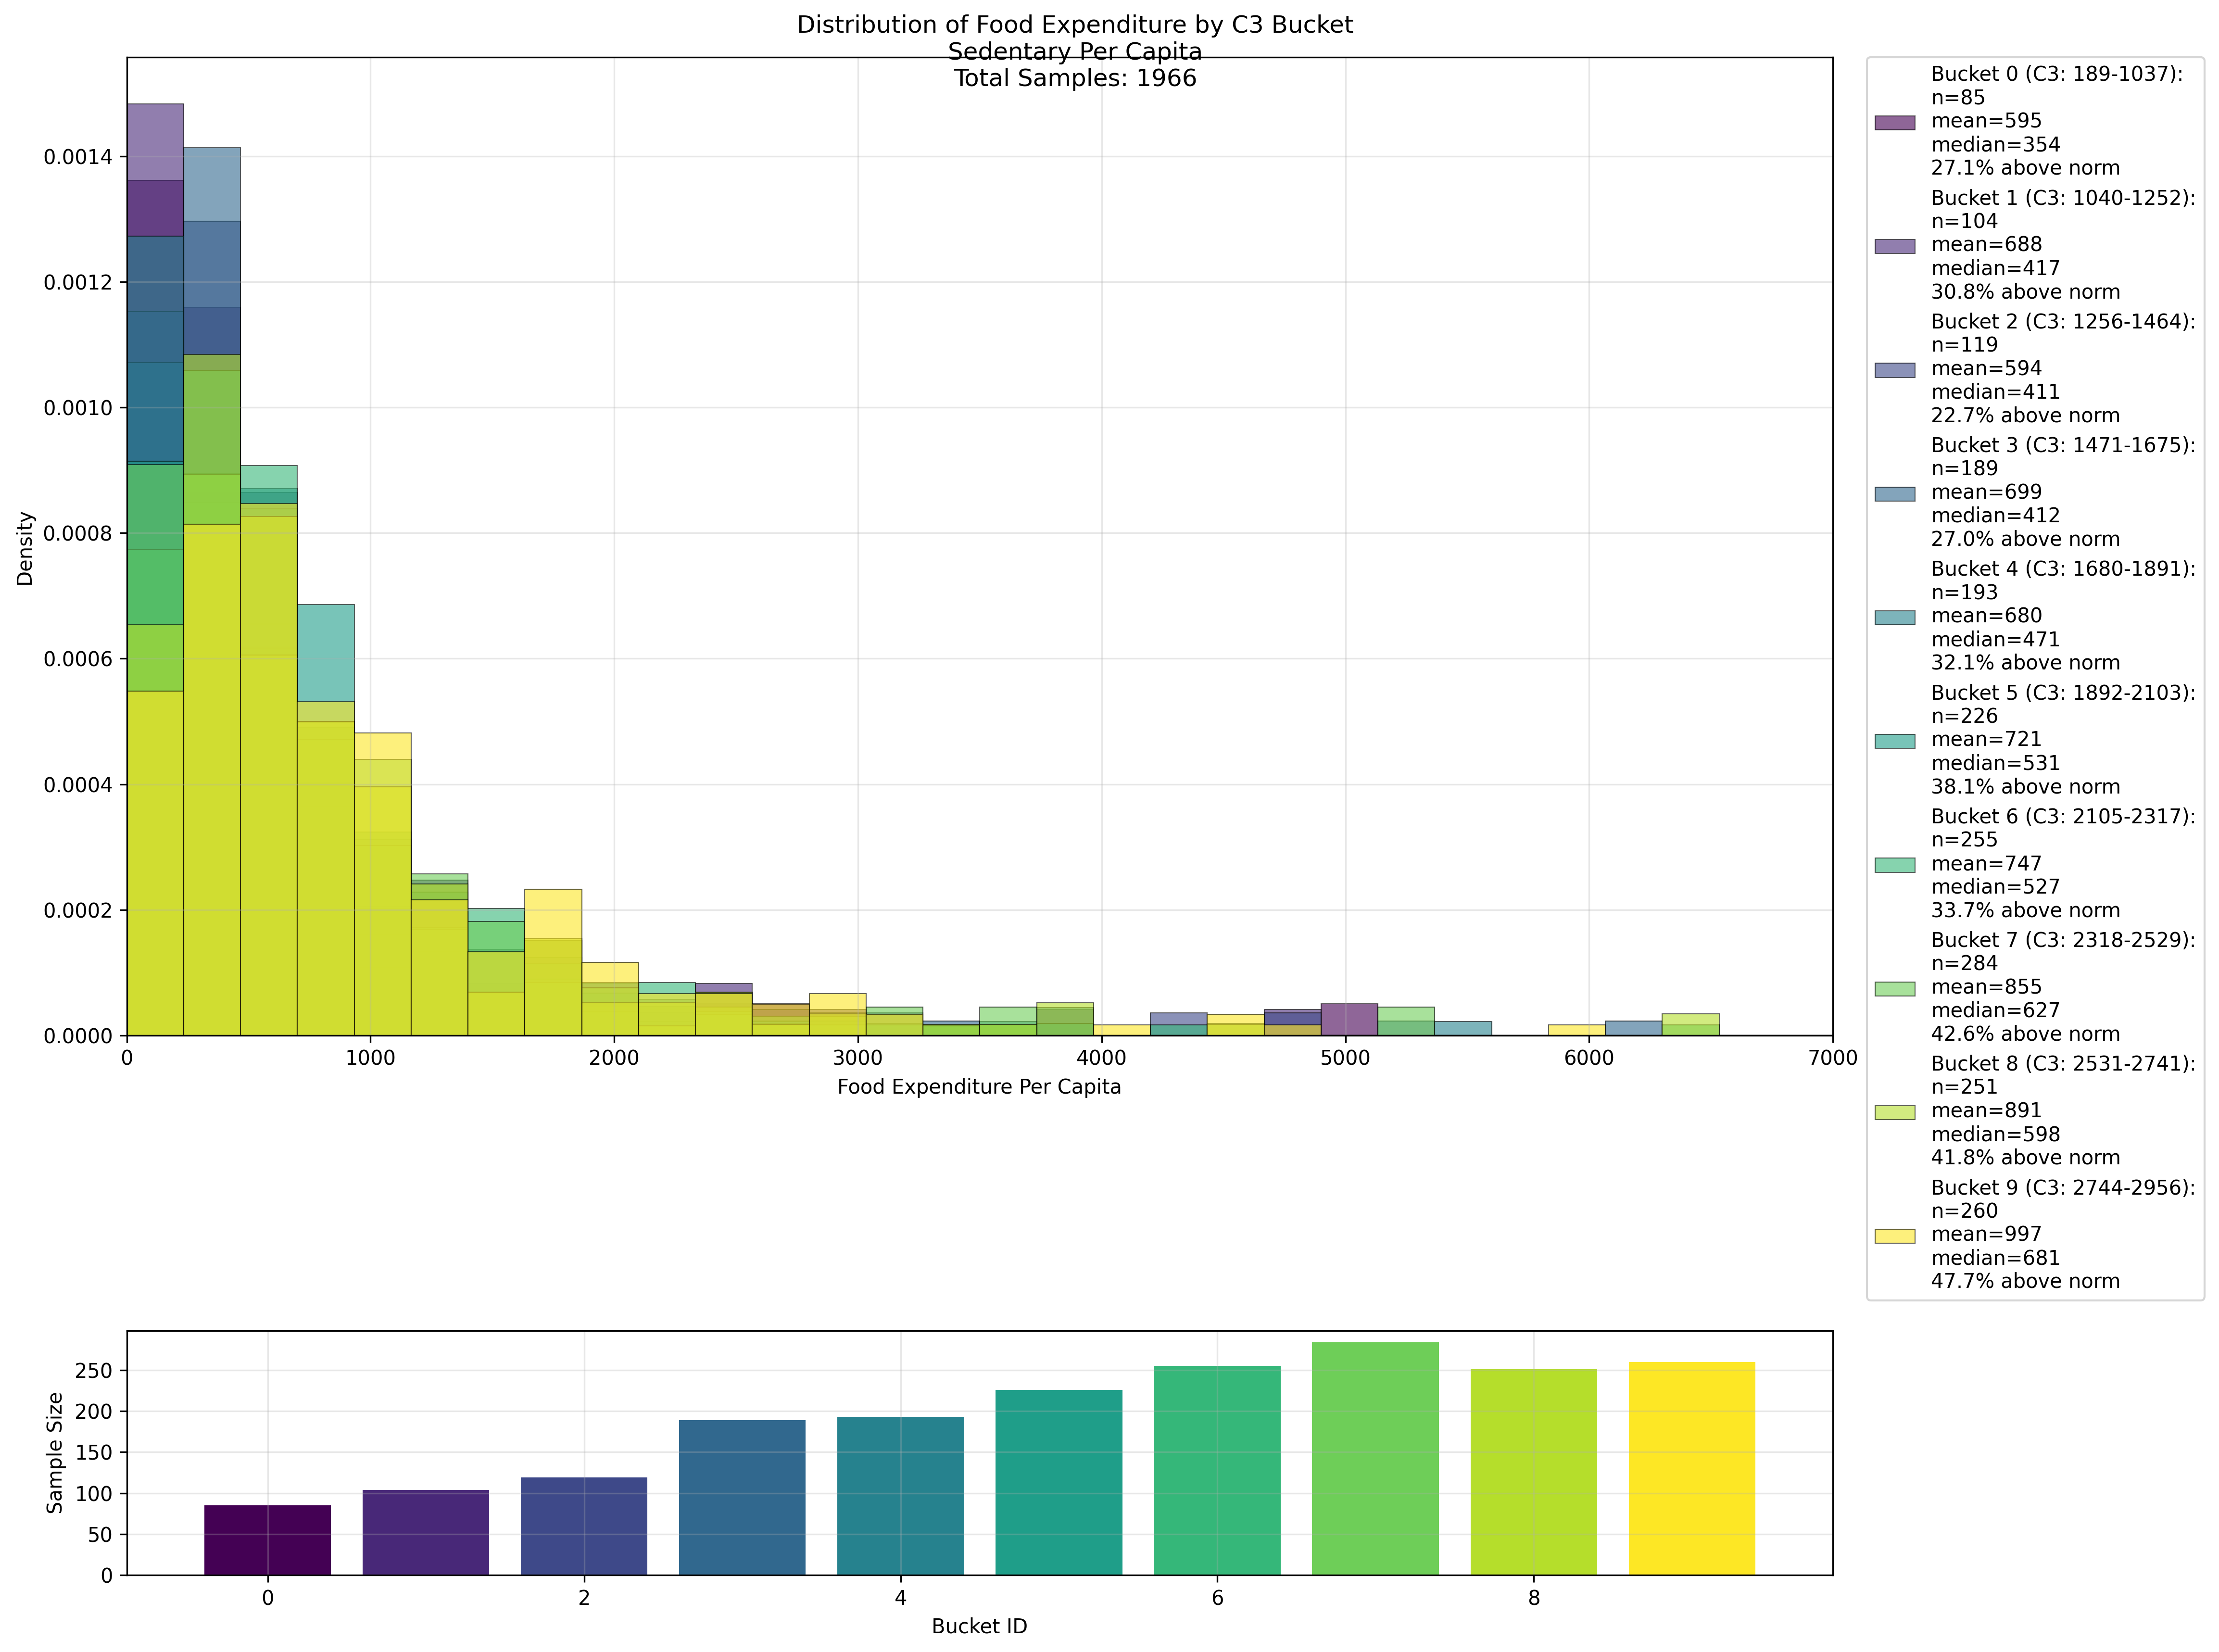 Distribution of Food Expenditure by C3 Bucket
Sedentary Per Capita
Total Samples: 1966
Density
0.0014
0.0012
0.0010
0.0008
0.0006
0.0004
0.0002
0.0000
0 1000 2000 3000 4000 5000 6000 7000
Food Expenditure Per Capita
Bucket 0 (C3: 189-1037):
n=85
mean=595
median=354
27.1% above norm
Bucket 1 (C3: 1040-1252):
n=104
mean=688
median=417
30.8% above norm
Bucket 2 (C3: 1256-1464):
n=119
mean=594
median=411
22.7% above norm
Bucket 3 (C3: 1471-1675):
n=189
mean=699
median=412
27.0% above norm
Bucket 4 (C3: 1680-1891):
n=193
mean=680
median=471
32.1% above norm
Bucket 5 (C3: 1892-2103):
n=226
mean=721
median=531
38.1% above norm
Bucket 6 (C3: 2105-2317):
n=255
mean=747
median=527
33.7% above norm
Bucket 7 (C3: 2318-2529):
n=284
mean=855
median=627
42.6% above norm
Bucket 8 (C3: 2531-2741):
n=251
mean=891
median=598
41.8% above norm
Bucket 9 (C3: 2744-2956):
n=260
mean=997
median=681
47.7% above norm
Sample Size
250
200
150
100
50
0
0 2 4 6 8
Bucket ID